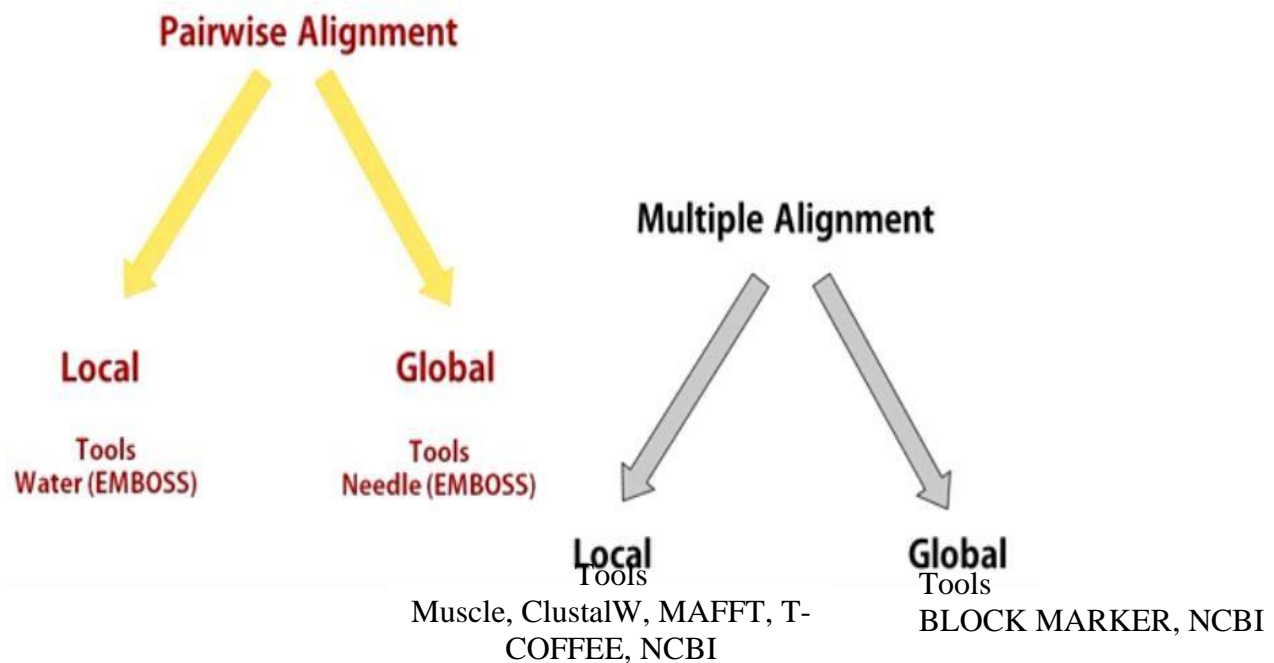 Pairwise Alignment
Local
Global
Tools
Water (EMBOSS)
Tools
Needle (EMBOSS)
Multiple Alignment
Local
Tools
Muscle, ClustalW, MAFFT, T-
COFFEE, NCBI
Global
Tools
BLOCK MARKER, NCBI